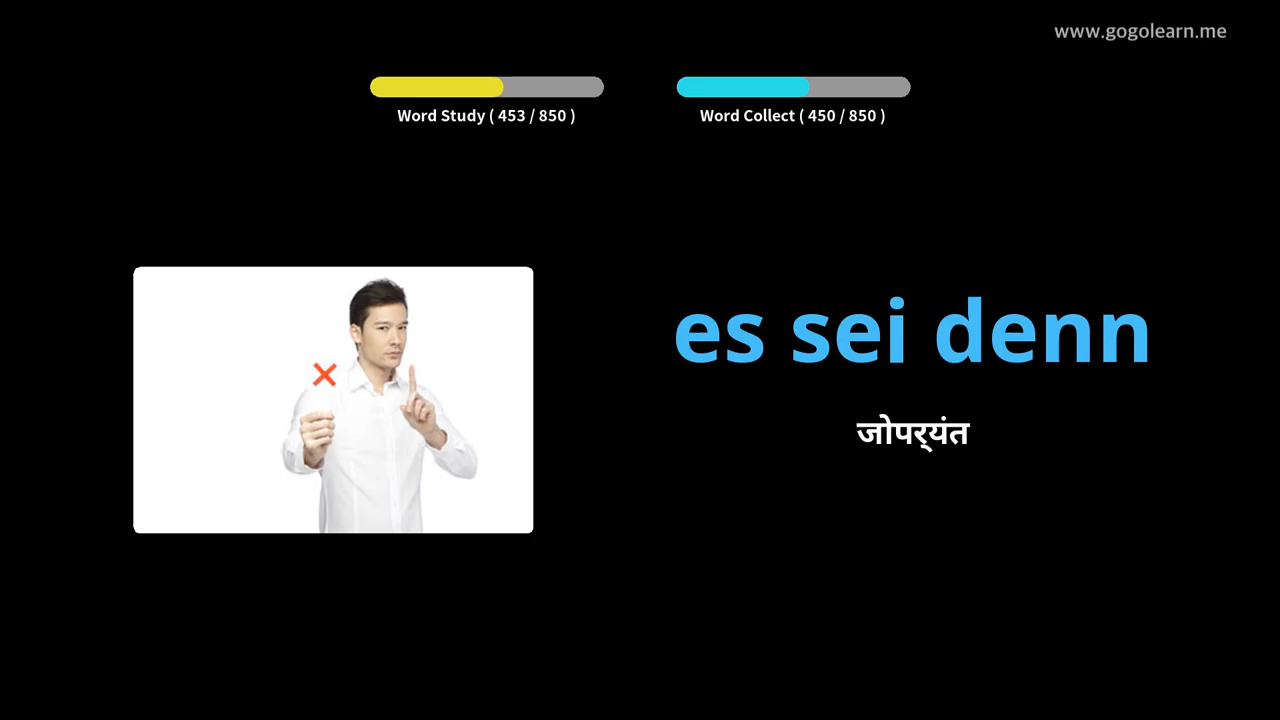 www.gogolearn.me
Word Study ( 453 / 850 )
Word Collect ( 450 / 850 )
es sei denn
जोपर्यंत